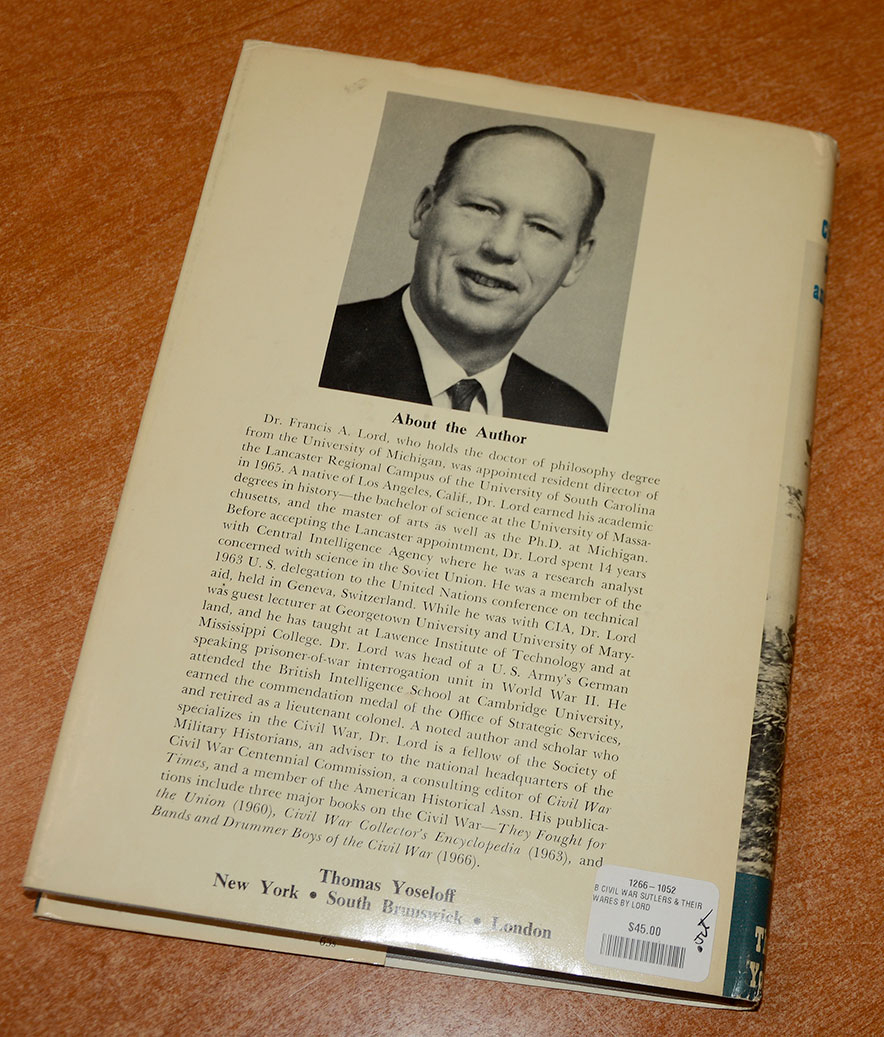 About the Author
Dr. Francis A. Lord, who holds the doctor of philosophy degree
from the University of Michigan, was appointed resident director of
the Lancaster Regional Campus of the University of South Carolina
in 1965. A native of Los Angeles, Calif., Dr. Lord earned his academic
degrees in history—the bachelor of science at the University of Massa-
chusetts, and the master of arts as well as the Ph.D. at Michigan.
Before accepting the Lancaster appointment, Dr. Lord spent 14 years
with Central Intelligence Agency where he was a research analyst
concerned with science in the Soviet Union. He was a member of the
1963 U. S. delegation to the United Nations conference on technical
aid, held in Geneva, Switzerland. While he was with CIA, Dr. Lord
was guest lecturer at Georgetown University and University of Mary-
land, and he has taught at Lawence Institute of Technology and at
Mississippi College. Dr. Lord was head of a U. S. Army's German
speaking prisoner-of-war interrogation unit in World War II. He
attended the British Intelligence School at Cambridge University,
earned the commendation medal of the Office of Strategic Services,
and retired as a lieutenant colonel. A noted author and scholar who
specializes in the Civil War, Dr. Lord is a fellow of the Society of
Military Historians, an adviser to the national headquarters of the
Civil War Centennial Commission, a consulting editor of Civil War
Times, and a member of the American Historical Assn. His publica-
tions include three major books on the Civil War—They Fought for
the Union (1960), Civil War Collector's Encyclopedia (1963), and
Bands and Drummer Boys of the Civil War (1966).
Thomas Yoseloff
New York • South Brunswick • London
1266–1052
B CIVIL WAR SUTLERS & THEIR
WARES BY LORD
$45.00